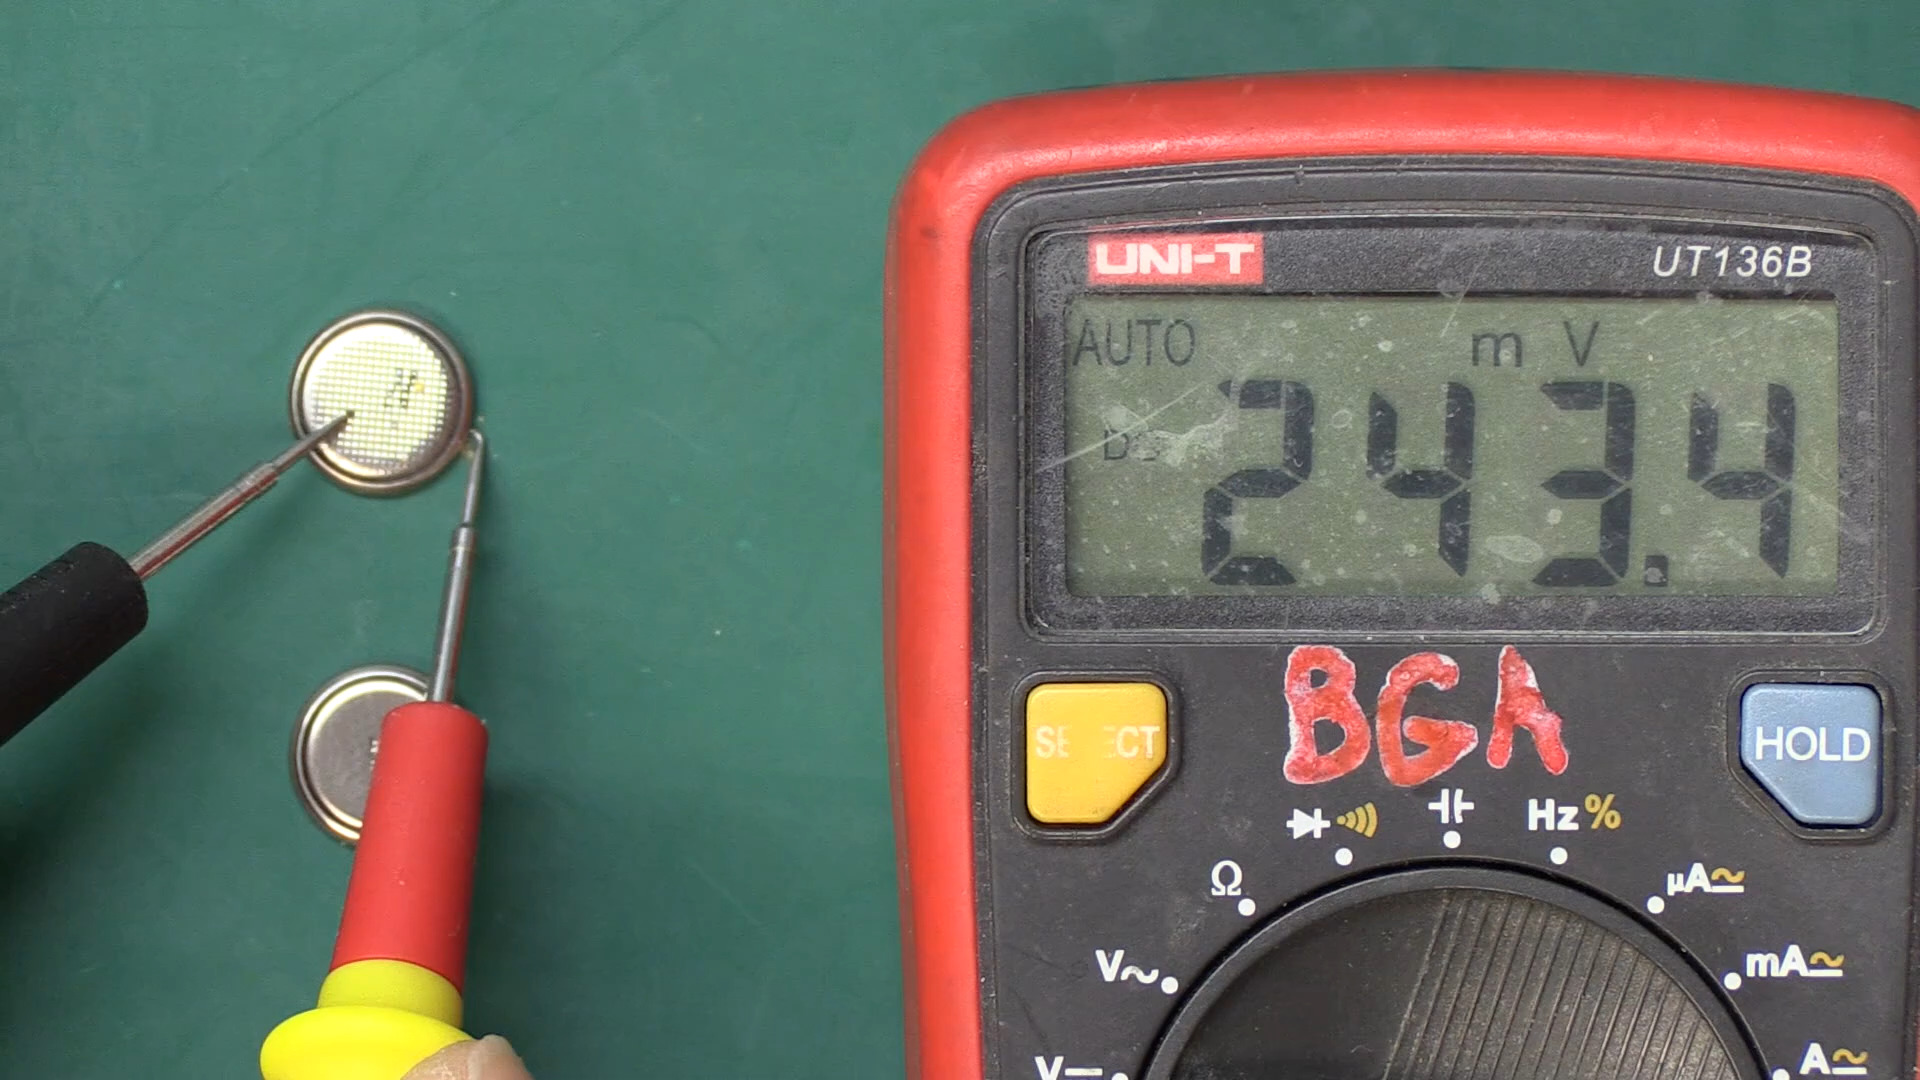 UNI-T UT136B
AUTO m V
243.4
BGA
HOLD
Hz %
Ω
µA
V~ mA
V A